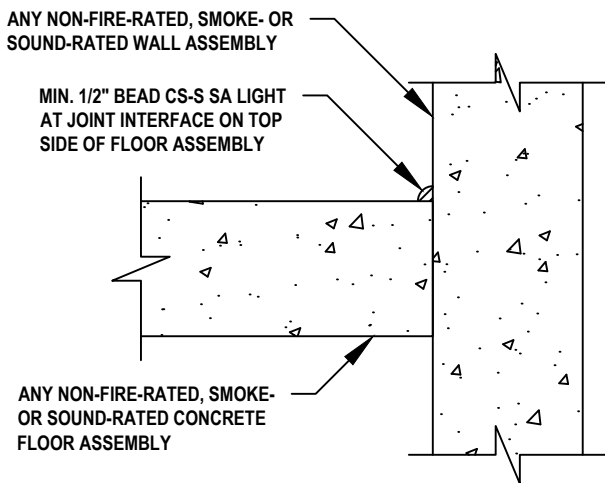 ANY NON-FIRE-RATED, SMOKE- OR
SOUND-RATED WALL ASSEMBLY
MIN. 1/2" BEAD CS-S SA LIGHT
AT JOINT INTERFACE ON TOP
SIDE OF FLOOR ASSEMBLY
ANY NON-FIRE-RATED, SMOKE-
OR SOUND-RATED CONCRETE
FLOOR ASSEMBLY